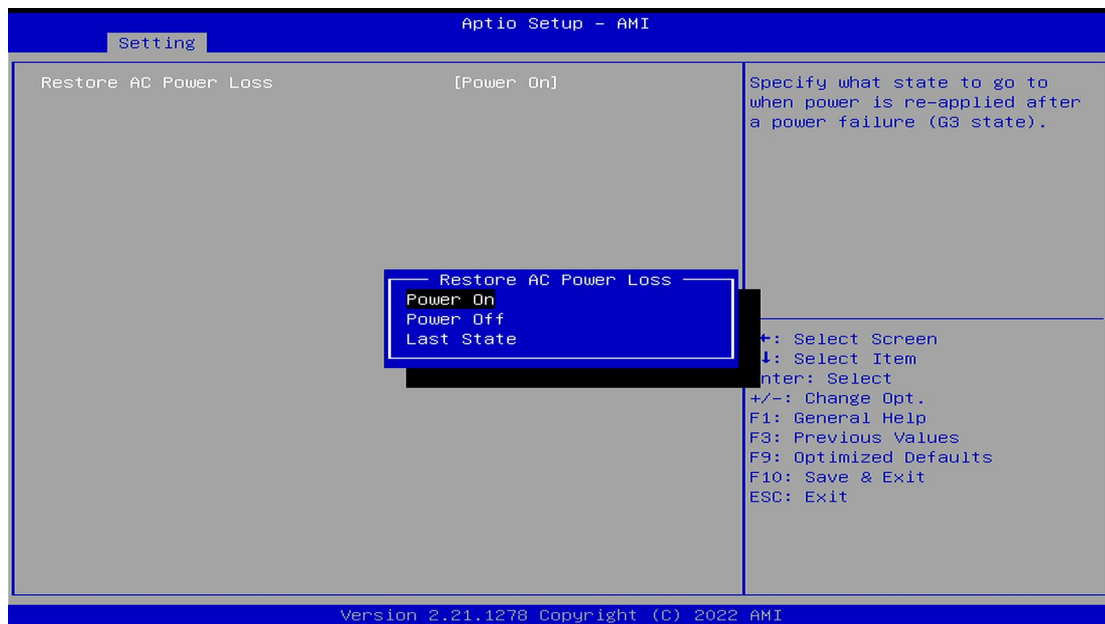 Aptio Setup – AMI
Setting
Restore AC Power Loss [Power On]
Specify what state to go to
when power is re-applied after
a power failure (G3 state).
Restore AC Power Loss
Power On
Power Off
Last State
: Select Screen
: Select Item
nter: Select
+/-: Change Opt.
F1: General Help
F3: Previous Values
F9: Optimized Defaults
F10: Save & Exit
ESC: Exit
Version 2.21.1278 Copyright (C) 2022 AMI